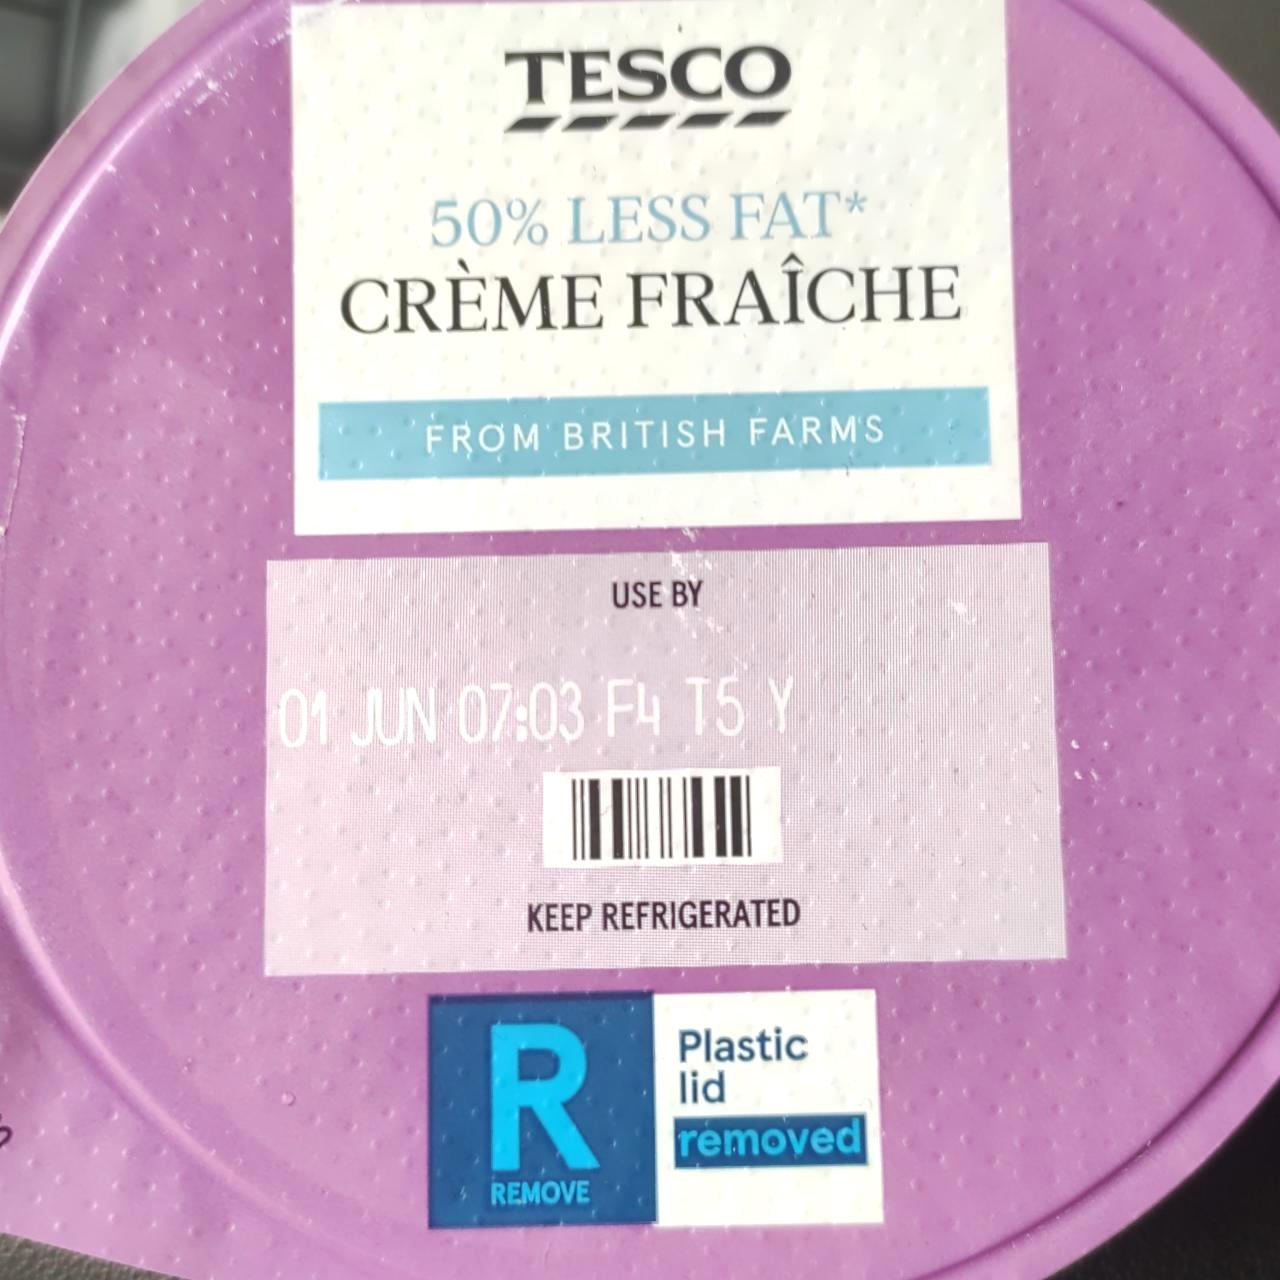 TESCO
50% LESS FAT*
CRÈME FRAÎCHE
FROM BRITISH FARMS
USE BY
01 JUN 07:03 F4 T5 Y
KEEP REFRIGERATED
R
REMOVE
Plastic
lid
removed